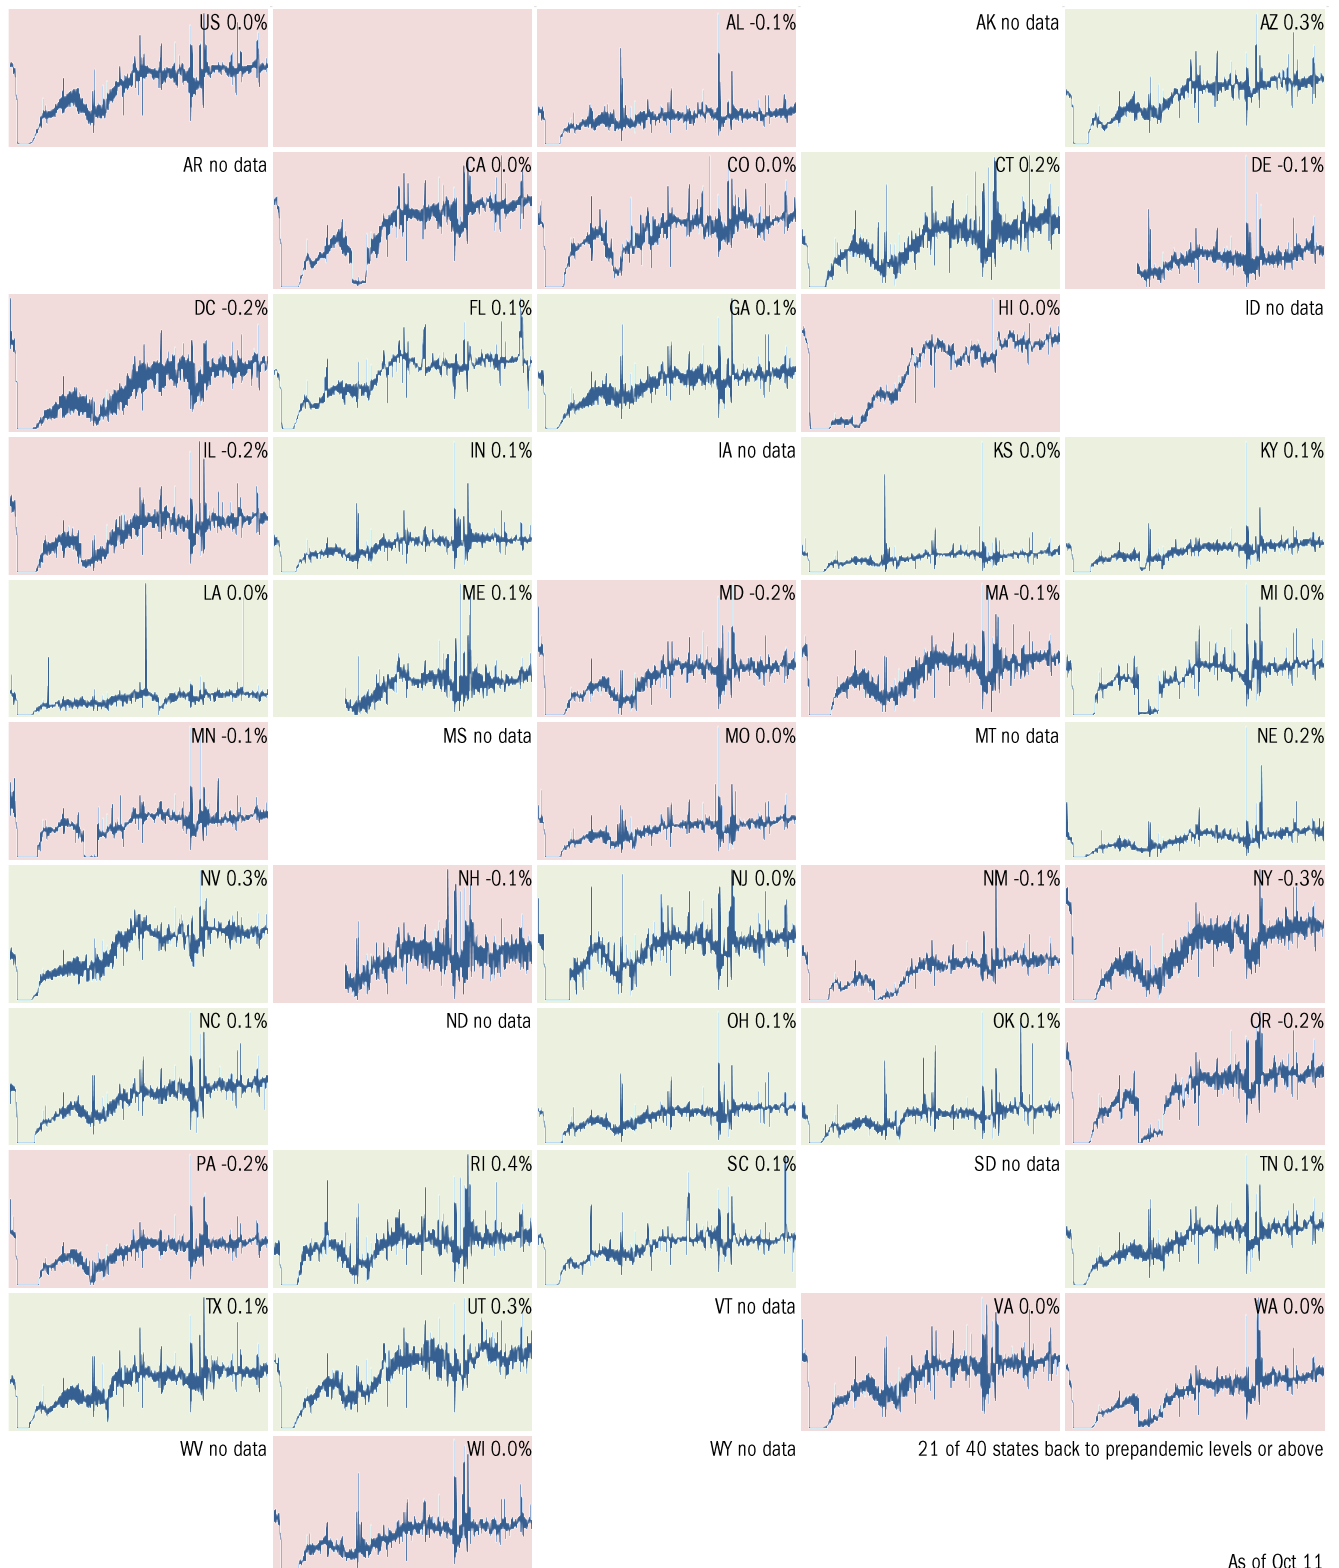 US 0.0%
AL -0.1%
AK no data
AZ 0.3%
AR no data
CA 0.0%
CO 0.0%
CT 0.2%
DE -0.1%
DC -0.2%
FL 0.1%
GA 0.1%
HI 0.0%
ID no data
IL -0.2%
IN 0.1%
IA no data
KS 0.0%
KY 0.1%
LA 0.0%
ME 0.1%
MD -0.2%
MA -0.1%
MI 0.0%
MN -0.1%
MS no data
MO 0.0%
MT no data
NE 0.2%
NV 0.3%
NH -0.1%
NJ 0.0%
NM -0.1%
NY -0.3%
NC 0.1%
ND no data
OH 0.1%
OK 0.1%
OR -0.2%
PA -0.2%
RI 0.4%
SC 0.1%
SD no data
TN 0.1%
TX 0.1%
UT 0.3%
VT no data
VA 0.0%
WA 0.0%
WV no data
WI 0.0%
WY no data
21 of 40 states back to prepandemic levels or above
As of Oct 11